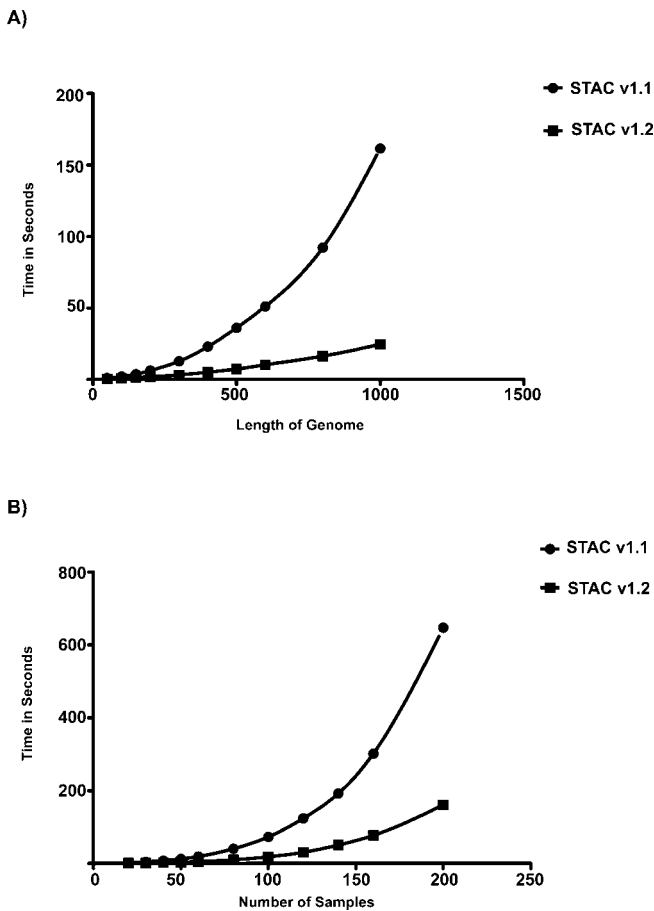 A)
STAC v1.1
STAC v1.2
200
150
100
50
0
500
1000
1500
Time in Seconds
Length of Genome
B)
STAC v1.1
STAC v1.2
800
600
400
200
0
50
100
150
200
250
Time in Seconds
Number of Samples